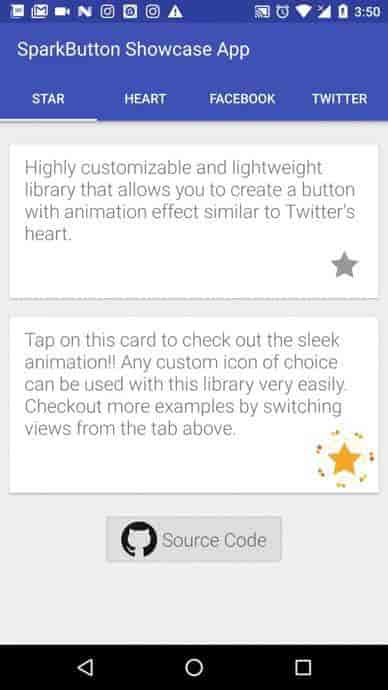 3:50
SparkButton Showcase App
STAR HEART FACEBOOK TWITTER
Highly customizable and lightweight
library that allows you to create a button
with animation effect similar to Twitter's
heart.
Tap on this card to check out the sleek
animation!! Any custom icon of choice
can be used with this library very easily.
Checkout more examples by switching
views from the tab above.
Source Code